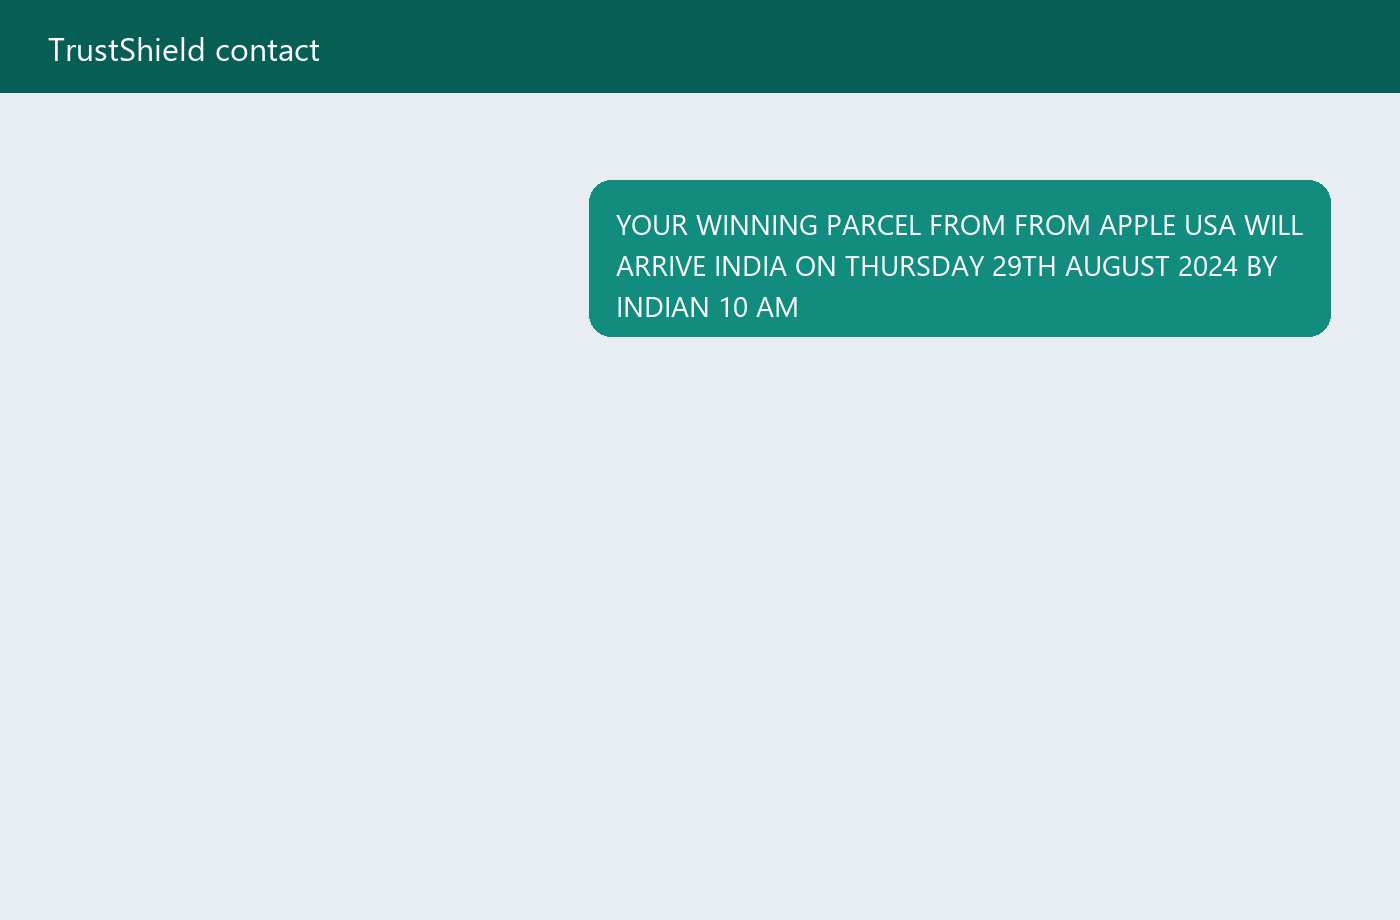 TrustShield contact
YOUR WINNING PARCEL FROM FROM APPLE USA WILL
ARRIVE INDIA ON THURSDAY 29TH AUGUST 2024 BY
INDIAN 10 AM